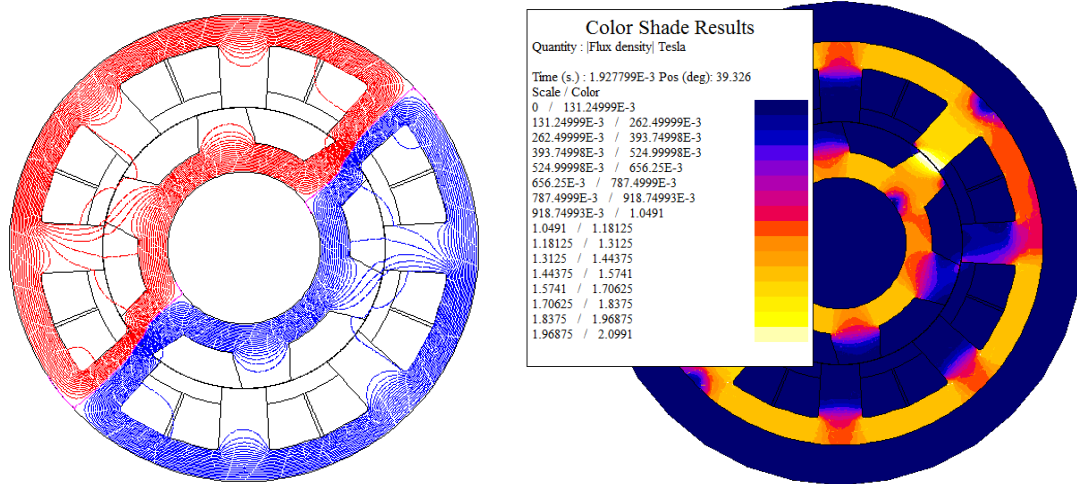 Color Shade Results
Quantity : |Flux density| Tesla
Time (s.) : 1.927799E-3 Pos (deg): 39.326
Scale / Color
0 / 131.24999E-3
131.24999E-3 / 262.49999E-3
262.49999E-3 / 393.74998E-3
393.74998E-3 / 524.99998E-3
524.99998E-3 / 656.25E-3
656.25E-3 / 787.4999E-3
787.4999E-3 / 918.74993E-3
918.74993E-3 / 1.0491
1.0491 / 1.18125
1.18125 / 1.3125
1.3125 / 1.44375
1.44375 / 1.5741
1.5741 / 1.70625
1.70625 / 1.8375
1.8375 / 1.96875
1.96875 / 2.0991